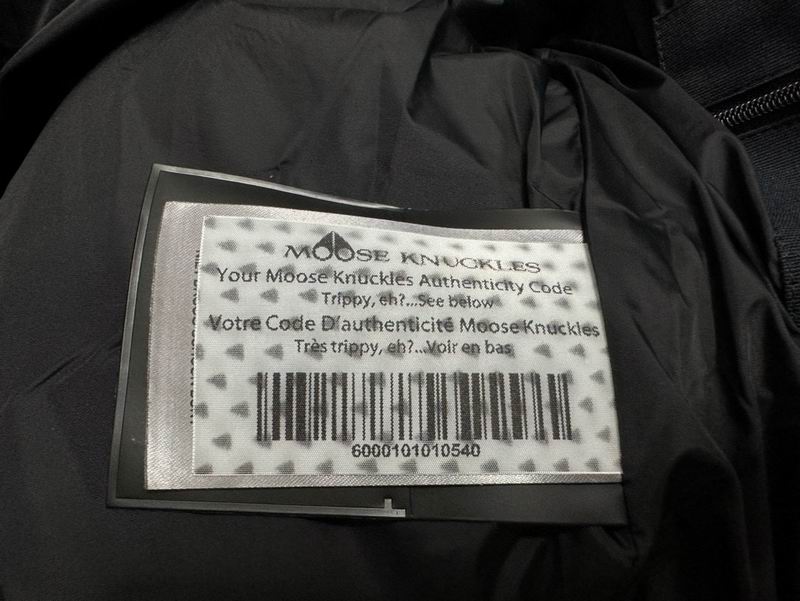 MOOSE KNUCKLES
Your Moose Knuckles Authenticity Code
Trippy, eh?...See below
Votre Code D'authenticité Moose Knuckles
Très trippy, eh?...Voir en bas
6000101010540